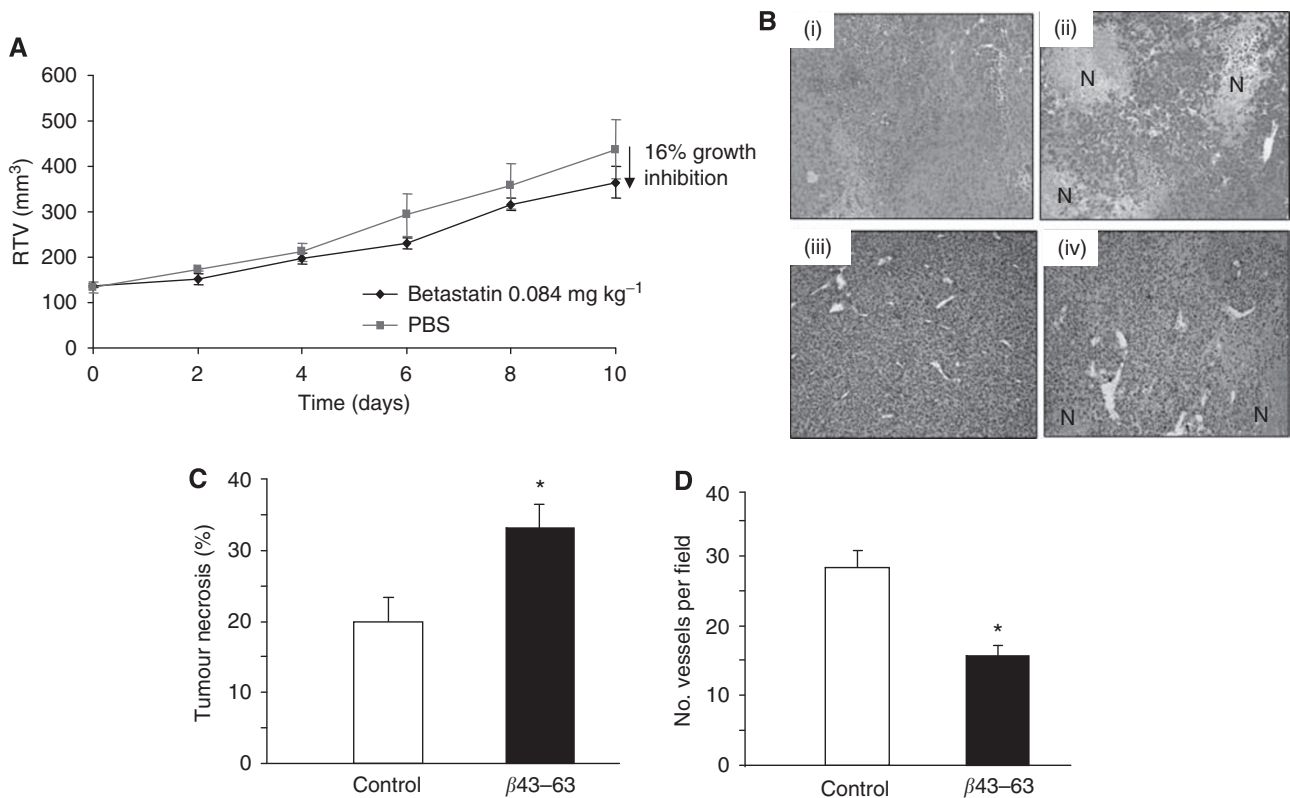 A
600
500
400
300
200
100
0
RTV (mm³)
0 2 4 6 8 10
Time (days)
16% growth
inhibition
Betastatin 0.084 mg kg⁻¹
PBS
B
(i)
(ii)
N
N
N
(iii)
(iv)
N
N
C
40
30
20
10
0
Tumour necrosis (%)
*
Control
β43–63
D
40
30
20
10
0
No. vessels per field
*
Control
β43–63